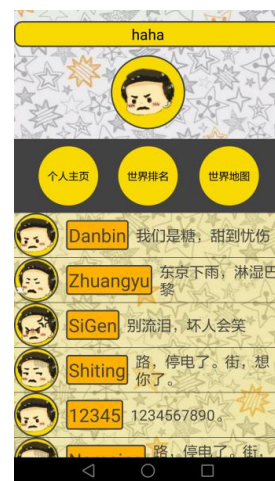 haha
个人主页 世界排名 世界地图
Danbin 我们是糖，甜到忧伤
Zhuangyu 东京下雨，淋湿巴
黎
SiGen 别流泪，坏人会笑
Shiting 路，停电了。街，想
你了。
12345 1234567890。
路，停电了。街，